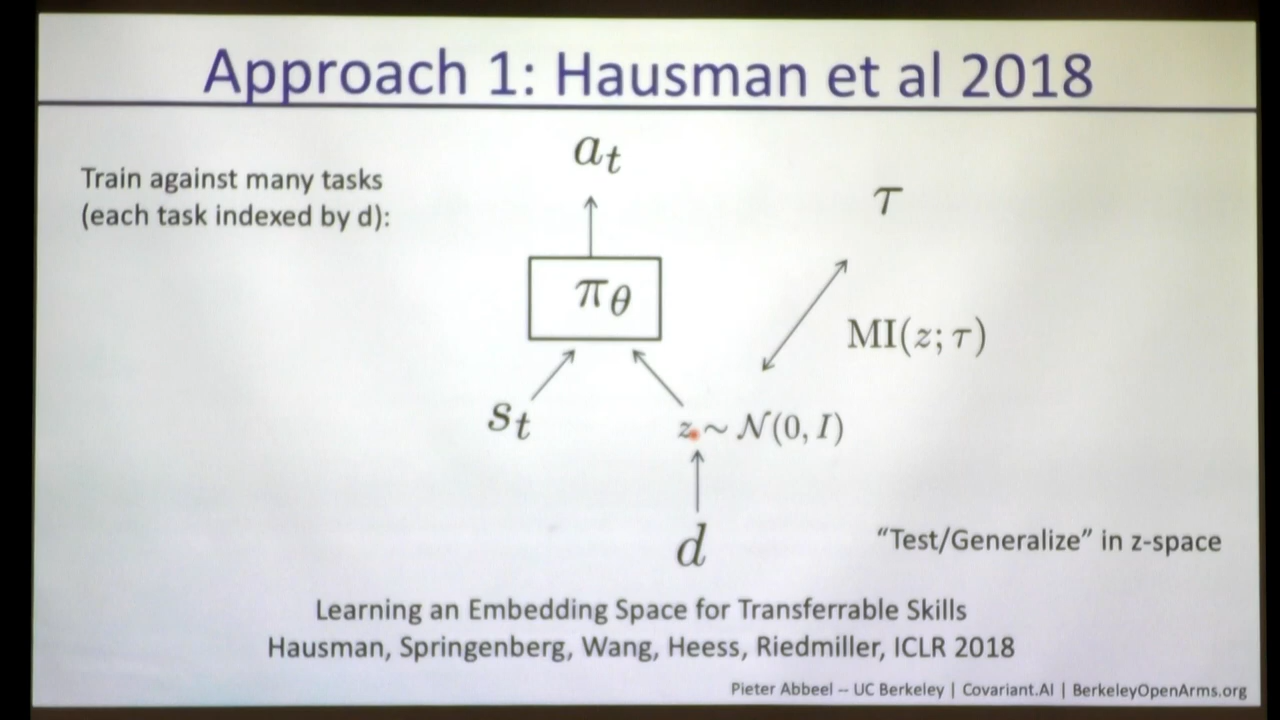 Approach 1: Hausman et al 2018
Train against many tasks
(each task indexed by d):
a_t
τ
π_θ
MI(z; τ)
s_t
z ~ N(0, I)
d
"Test/Generalize" in z-space
Learning an Embedding Space for Transferrable Skills
Hausman, Springenberg, Wang, Heess, Riedmiller, ICLR 2018
Pieter Abbeel -- UC Berkeley | Covariant.AI | BerkeleyOpenArms.org